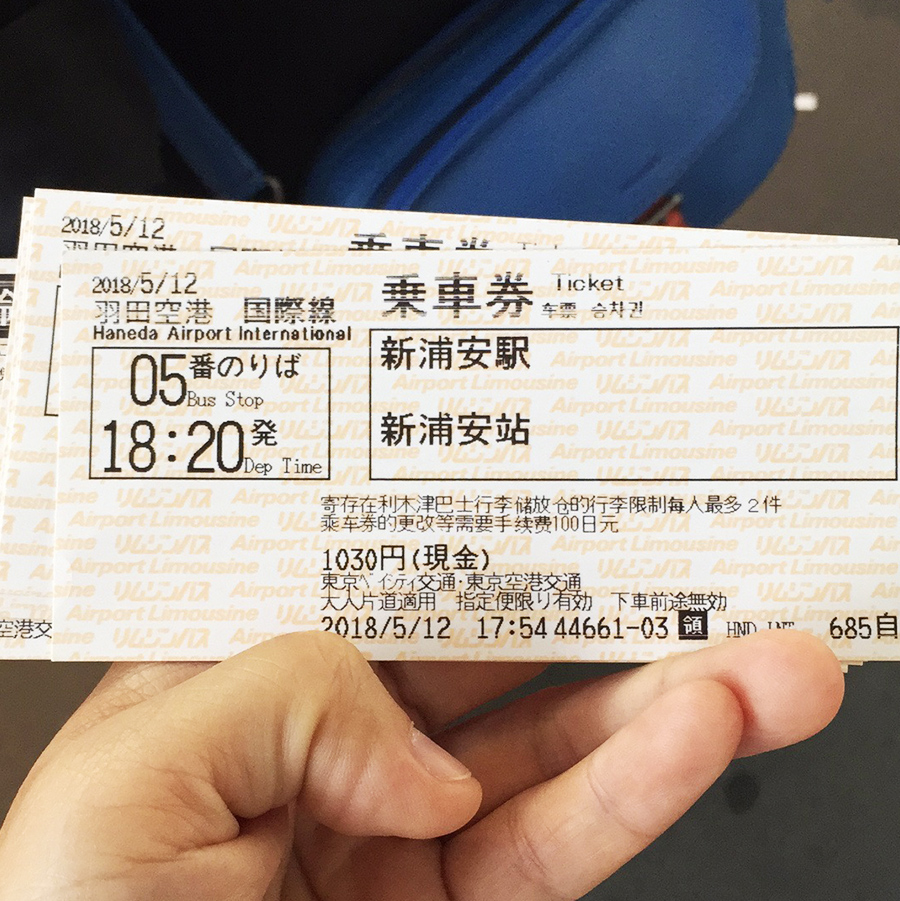 2018/5/12
2018/5/12
羽田空港 国際線
Haneda Airport International
乗車券 Ticket
车票 승차권
05番のりば
Bus Stop
18:20発
Dep Time
新浦安駅
新浦安站
寄存在利木津巴士行李储放仓的行李限制每人最多2件
乘车券的更改等需要手续费100日元
1030円(現金)
東京ベイシティ交通・東京空港交通
大人片道適用 指定便限り有効 下車前途無効
2018/5/12 17:54 44661-03 領 HND INT 685自
空港交
Airport Limousine リムジンバス